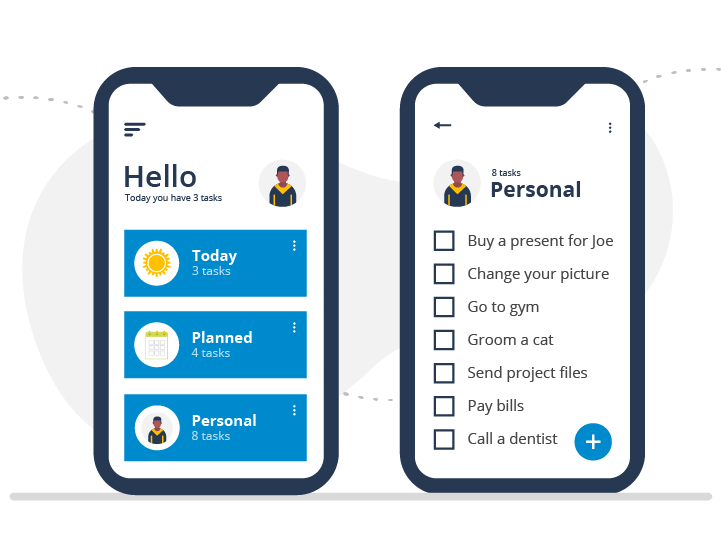 Hello
Today you have 3 tasks
Today
3 tasks
Planned
4 tasks
Personal
8 tasks
8 tasks
Personal
Buy a present for Joe
Change your picture
Go to gym
Groom a cat
Send project files
Pay bills
Call a dentist